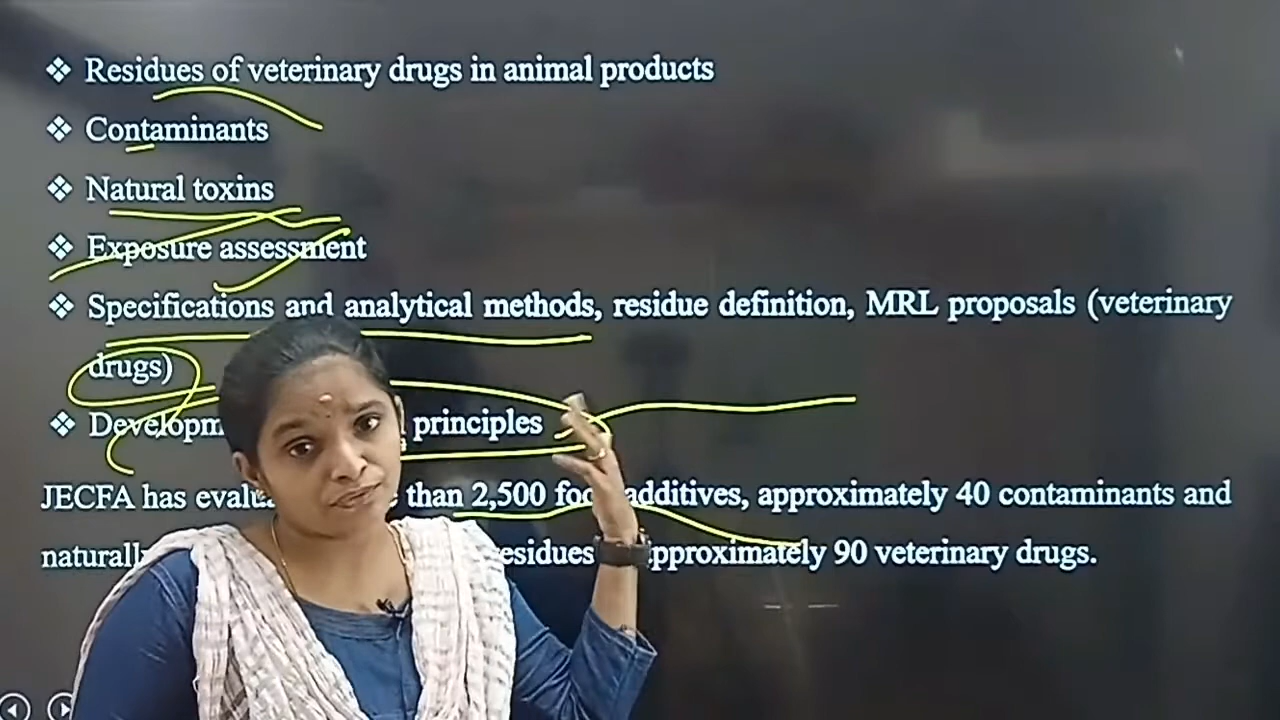 ❖ Residues of veterinary drugs in animal products
❖ Contaminants
❖ Natural toxins
❖ Exposure assessment
❖ Specifications and analytical methods, residue definition, MRL proposals (veterinary
drugs)
❖ principles
JECFA has than 2,500 additives, approximately 40 contaminants and
90 veterinary drugs.